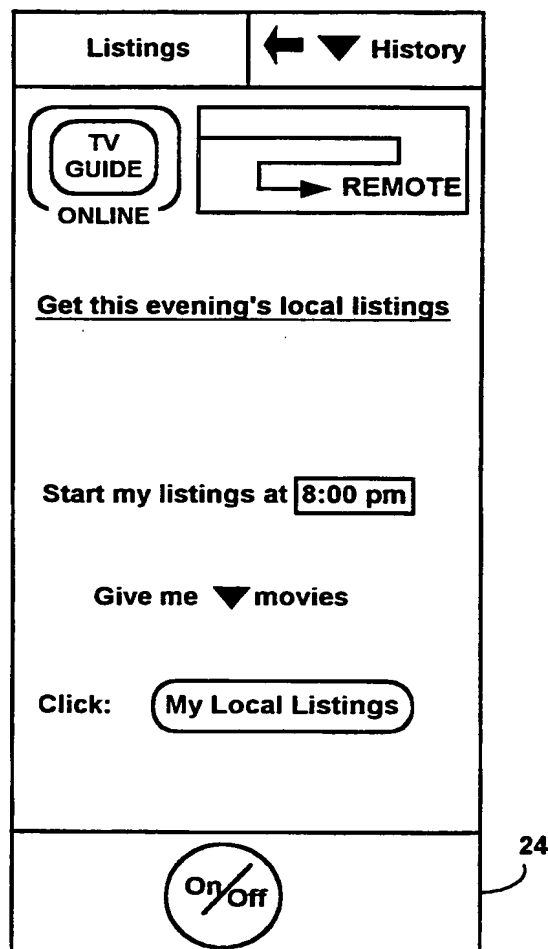 Listings
History
TV
GUIDE
ONLINE
REMOTE
Get this evening's local listings
Start my listings at 8:00 pm
Give me movies
Click: My Local Listings
24
On/Off